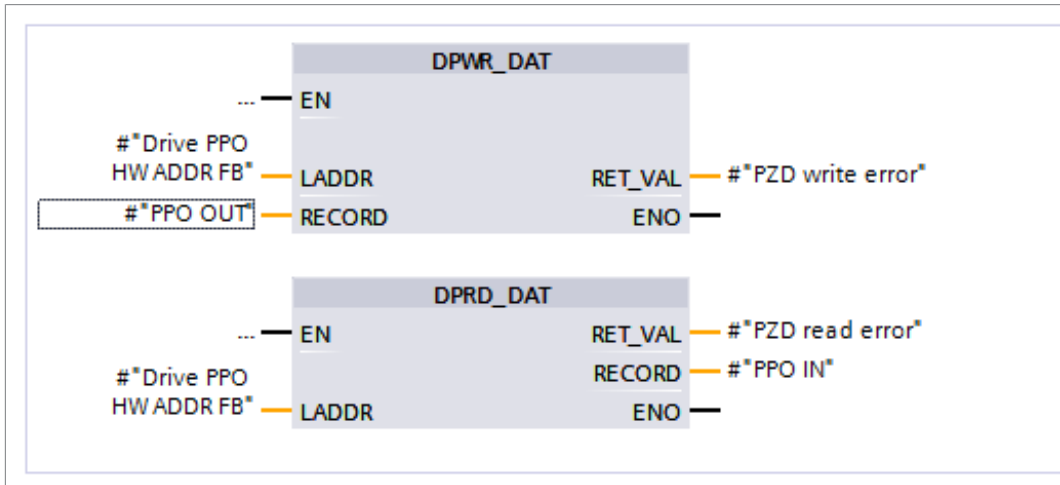 DPWR_DAT
... EN
#"Drive PPO
HW ADDR FB" LADDR RET_VAL #"PZD write error"
#"PPO OUT" RECORD ENO
DPRD_DAT
... EN RET_VAL #"PZD read error"
RECORD #"PPO IN"
#"Drive PPO
HW ADDR FB" LADDR ENO